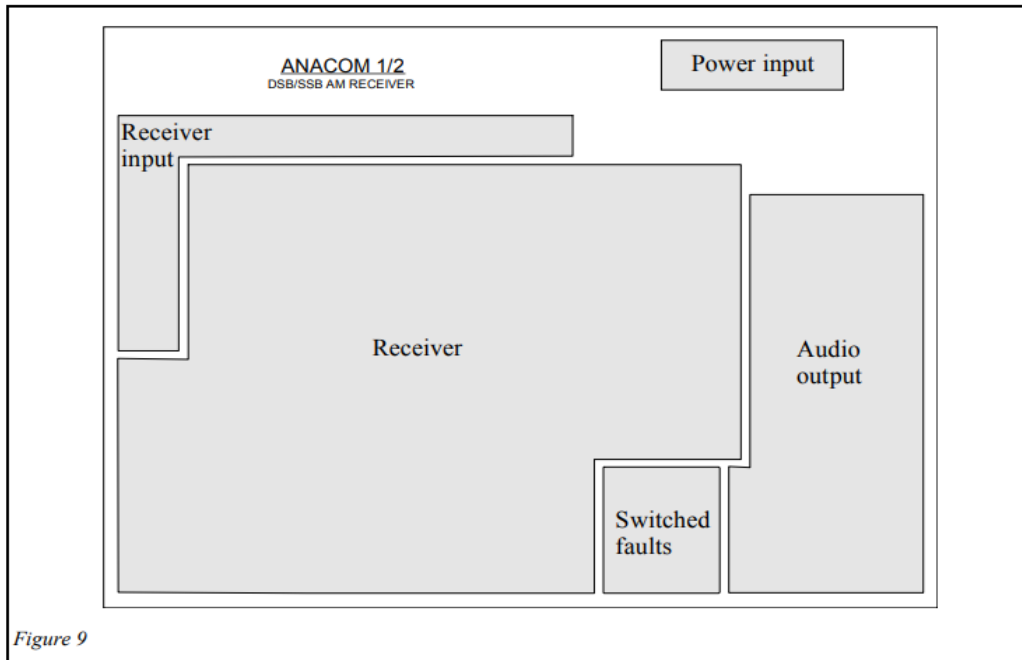 ANACOM 1/2
DSB/SSB AM RECEIVER
Power input
Receiver
input
Receiver
Audio
output
Switched
faults
Figure 9